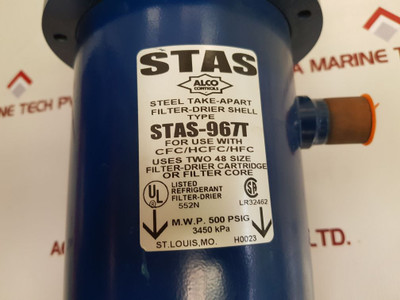 STAS
ALCO
CONTROLS
STEEL TAKE-APART
FILTER-DRIER SHELL
TYPE
STAS-967T
FOR USE WITH
CFC/HCFC/HFC
USES TWO 48 SIZE
FILTER-DRIER CARTRIDGE
OR FILTER CORE
UL
LISTED
REFRIGERANT
FILTER-DRIER
552N
SA
LR32462
M.W.P. 500 PSIG
3450 kPa
ST.LOUIS,MO.
H0023
MARINE TECH PV
A MARINE TECH